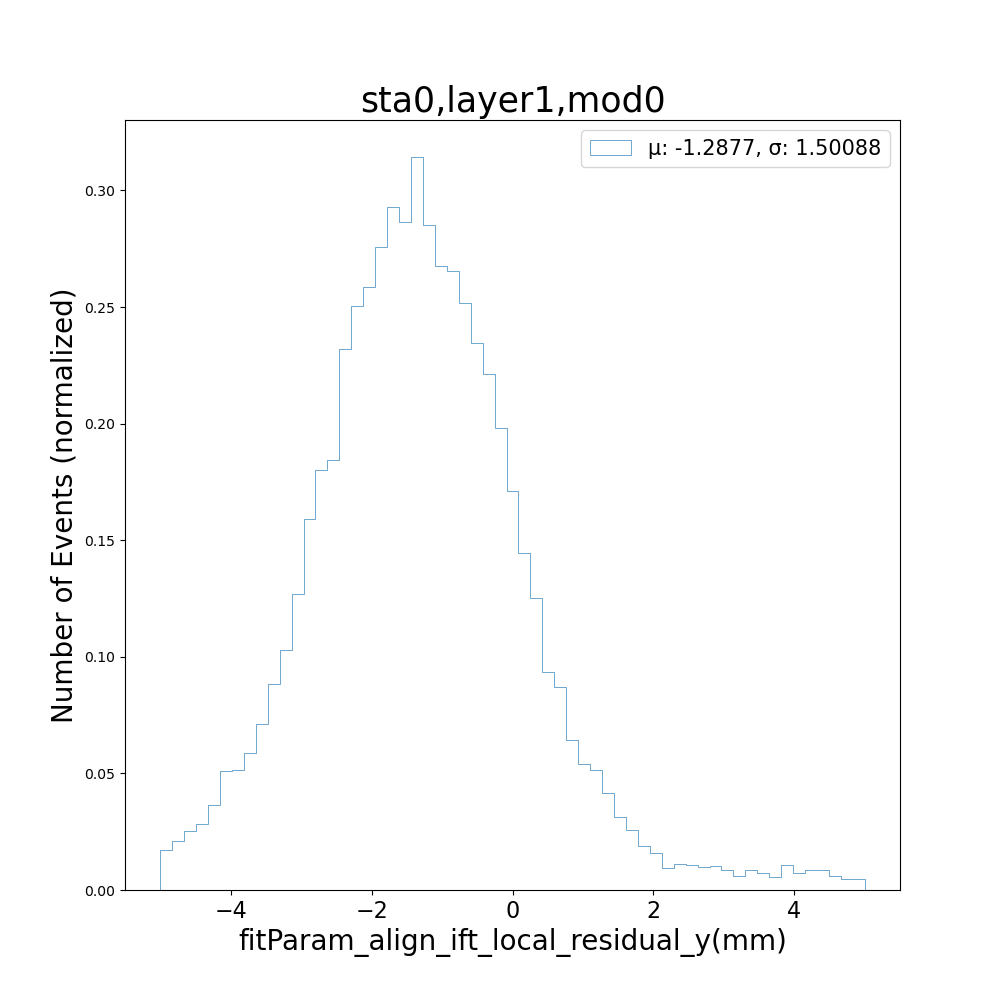 sta0,layer1,mod0
μ: -1.2877, σ: 1.50088
Number of Events (normalized)
0.30
0.25
0.20
0.15
0.10
0.05
0.00
−4 −2 0 2 4
fitParam_align_ift_local_residual_y(mm)